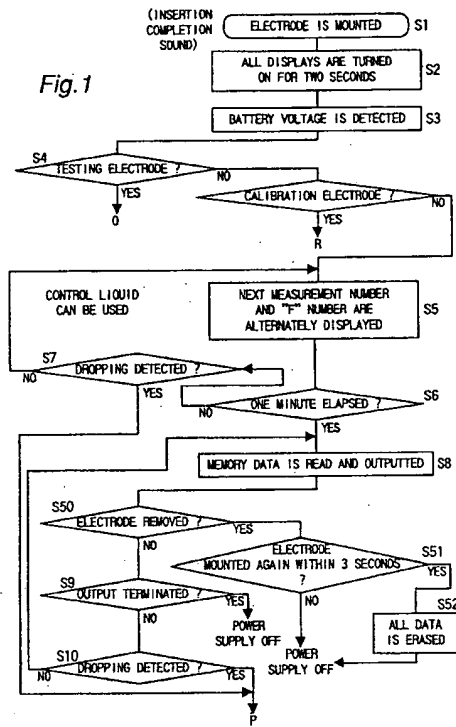 (INSERTION
COMPLETION
SOUND)
ELECTRODE IS MOUNTED
S1
Fig.1
ALL DISPLAYS ARE TURNED
ON FOR TWO SECONDS
S2
BATTERY VOLTAGE IS DETECTED
S3
S4
TESTING ELECTRODE ?
NO
YES
Q
CALIBRATION ELECTRODE ?
NO
YES
R
CONTROL LIQUID
CAN BE USED
NEXT MEASUREMENT NUMBER
AND "F" NUMBER ARE
ALTERNATELY DISPLAYED
S5
S7
DROPPING DETECTED ?
NO
YES
S6
ONE MINUTE ELAPSED ?
NO
YES
S8
MEMORY DATA IS READ AND OUTPUTTED
S50
ELECTRODE REMOVED ?
YES
NO
S51
ELECTRODE
MOUNTED AGAIN WITHIN 3 SECONDS
?
YES
NO
S9
OUTPUT TERMINATED ?
YES
NO
POWER
SUPPLY OFF
S52
ALL DATA
IS ERASED
POWER
SUPPLY OFF
S10
DROPPING DETECTED ?
NO
YES
P